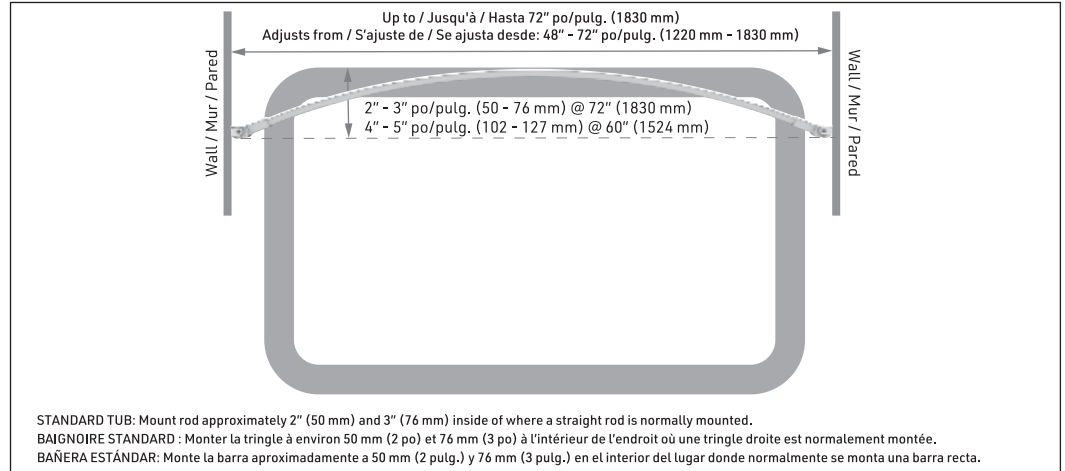 Up to / Jusqu'à / Hasta 72” po/pulg. (1830 mm)
Adjusts from / S’ajuste de / Se ajusta desde: 48” - 72” po/pulg. (1220 mm - 1830 mm)
Wall / Mur / Pared
Wall / Mur / Pared
2” - 3” po/pulg. (50 - 76 mm) @ 72” (1830 mm)
4” - 5” po/pulg. (102 - 127 mm) @ 60” (1524 mm)
STANDARD TUB: Mount rod approximately 2” (50 mm) and 3” (76 mm) inside of where a straight rod is normally mounted.
BAIGNOIRE STANDARD : Monter la tringle à environ 50 mm (2 po) et 76 mm (3 po) à l’intérieur de l’endroit où une tringle droite est normalement montée.
BAÑERA ESTÁNDAR: Monte la barra aproximadamente a 50 mm (2 pulg.) y 76 mm (3 pulg.) en el interior del lugar donde normalmente se monta una barra recta.